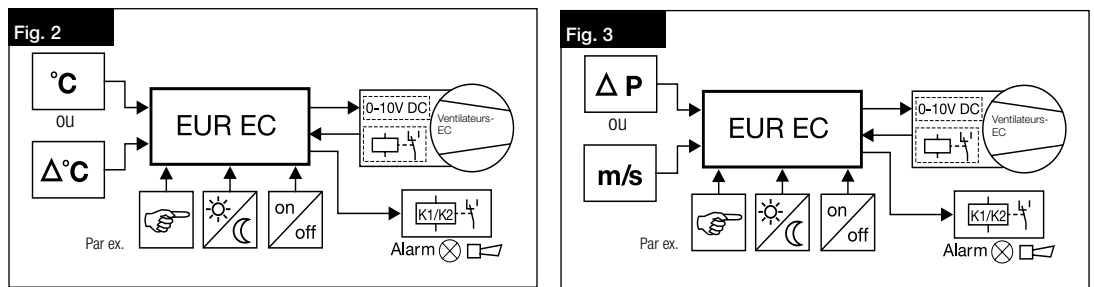 Fig. 2
°C
ou
Δ°C
EUR EC
0-10V DC
Ventilateurs-
EC
Par ex.
on
off
K1/K2
Alarm
Fig. 3
Δ P
ou
m/s
EUR EC
0-10V DC
Ventilateurs-
EC
Par ex.
on
off
K1/K2
Alarm